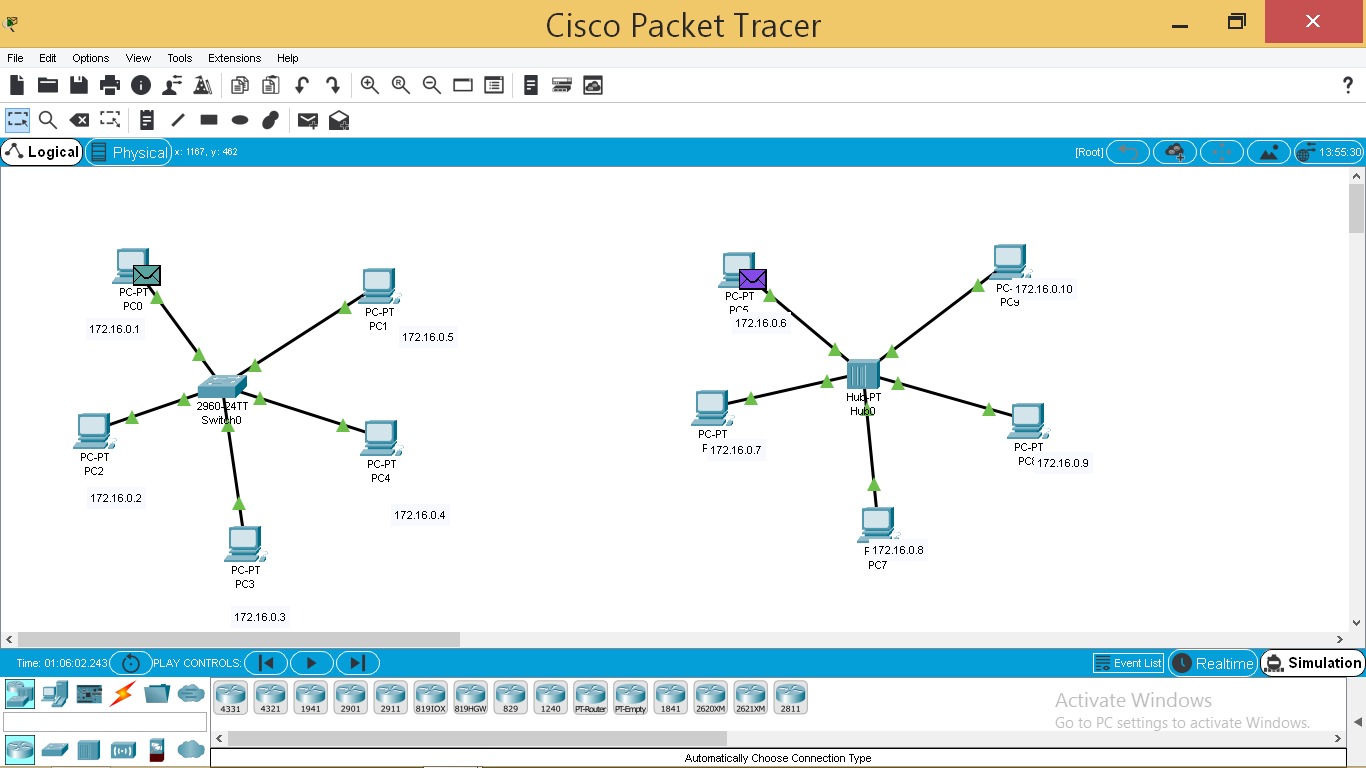 Cisco Packet Tracer
File Edit Options View Tools Extensions Help
Logical Physical x: 1167, y: 462 [Root] 13:55:30
PC-PT
PC0
172.16.0.1
PC-PT
PC1
172.16.0.5
2960-24TT
Switch0
PC-PT
PC2
172.16.0.2
PC-PT
PC4
172.16.0.4
PC-PT
PC3
172.16.0.3
PC-PT
PC5
172.16.0.6
PC-
172.16.0.10
PC9
Hub-PT
Hub0
PC-PT
172.16.0.7
PC-PT
172.16.0.9
172.16.0.8
PC7
Time: 01:06:02.243 PLAY CONTROLS: Event List Realtime Simulation
4331 4321 1941 2901 2911 819IOX 819HGW 829 1240 PT-Router PT-Empty 1841 2620XM 2621XM 2811
Activate Windows
Go to PC settings to activate Windows.
Automatically Choose Connection Type